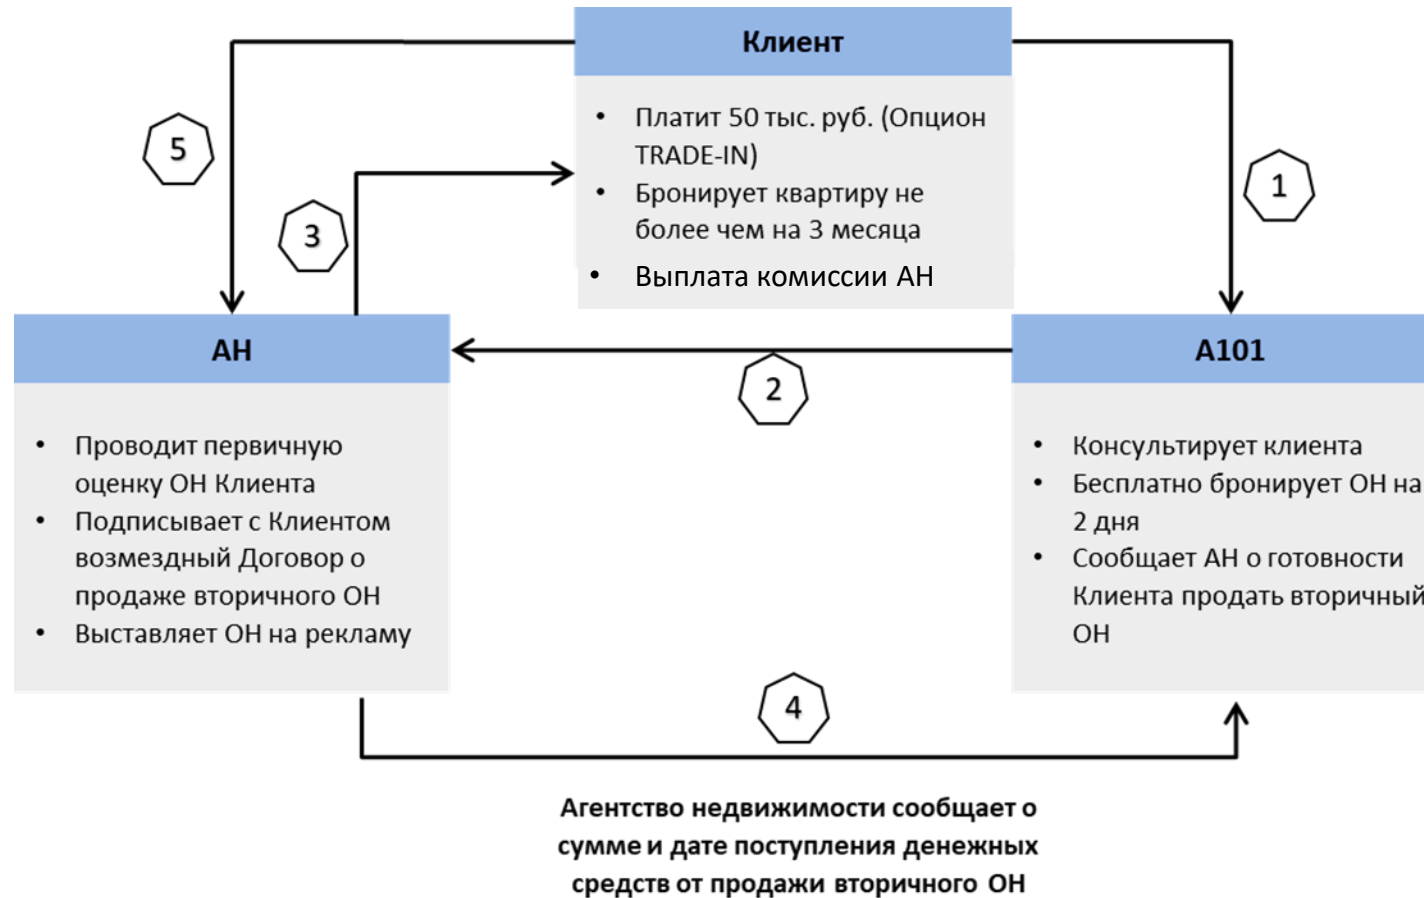 Клиент
• Платит 50 тыс. руб. (Опцион
TRADE-IN)
• Бронирует квартиру не
более чем на 3 месяца
• Выплата комиссии АН
5
3
1
АН
2
А101
• Проводит первичную
оценку ОН Клиента
• Подписывает с Клиентом
возмездный Договор о
продаже вторичного ОН
• Выставляет ОН на рекламу
• Консультирует клиента
• Бесплатно бронирует ОН на
2 дня
• Сообщает АН о готовности
Клиента продать вторичный
ОН
4
Агентство недвижимости сообщает о
сумме и дате поступления денежных
средств от продажи вторичного ОН